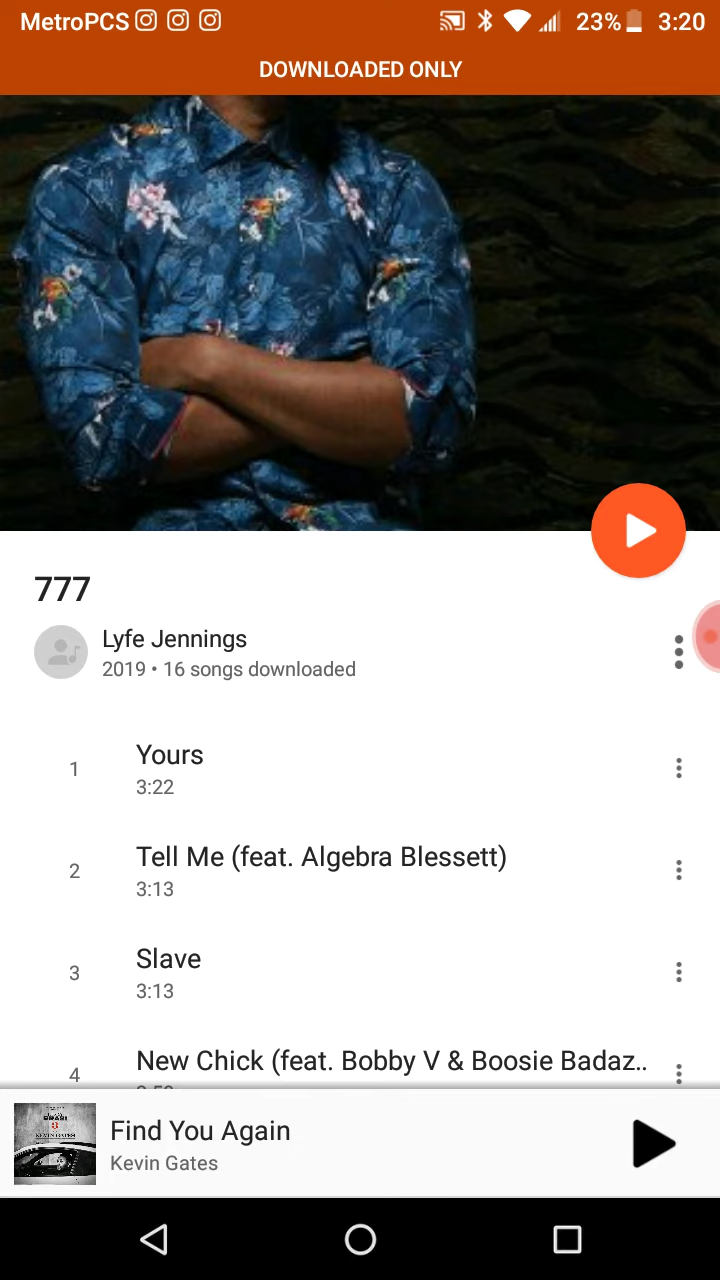 MetroPCS 23% 3:20
DOWNLOADED ONLY
777
Lyfe Jennings
2019 • 16 songs downloaded
1 Yours
3:22
2 Tell Me (feat. Algebra Blessett)
3:13
3 Slave
3:13
4 New Chick (feat. Bobby V & Boosie Badaz..
Find You Again
KEVIN GATES
Kevin Gates